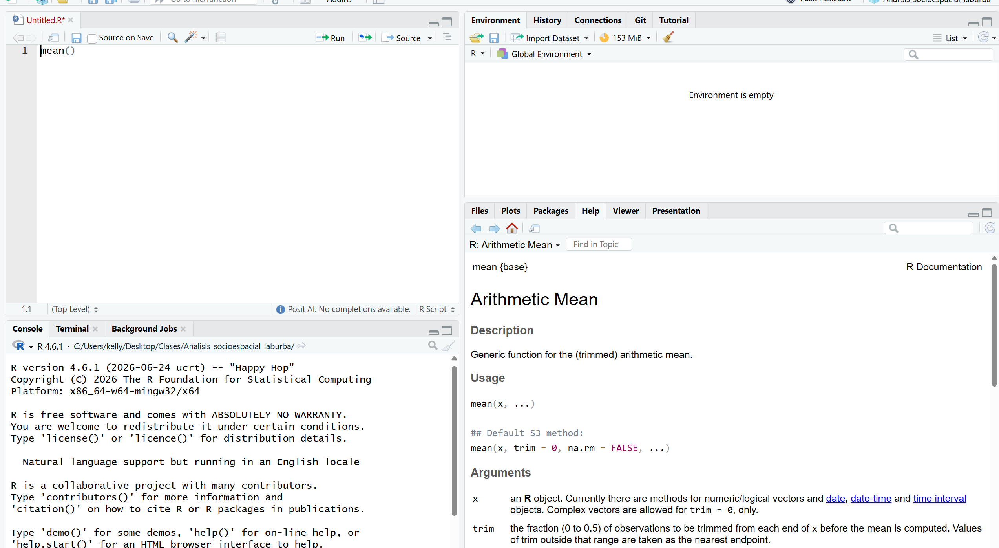 Go to file/function
Addins
Posit Assistant
Analisis_socioespacial_laburba
Untitled.R*
Source on Save
Run
Source
1 mean()
1:1 (Top Level) Posit AI: No completions available. R Script
Console Terminal Background Jobs
R 4.6.1 · C:/Users/kelly/Desktop/Clases/Analisis_socioespacial_laburba/
R version 4.6.1 (2026-06-24 ucrt) -- "Happy Hop"
Copyright (C) 2026 The R Foundation for Statistical Computing
Platform: x86_64-w64-mingw32/x64
R is free software and comes with ABSOLUTELY NO WARRANTY.
You are welcome to redistribute it under certain conditions.
Type 'license()' or 'licence()' for distribution details.
Natural language support but running in an English locale
R is a collaborative project with many contributors.
Type 'contributors()' for more information and
'citation()' on how to cite R or R packages in publications.
Type 'demo()' for some demos, 'help()' for on-line help, or
'help.start()' for an HTML browser interface to help.
Environment History Connections Git Tutorial
Import Dataset 153 MiB List
R Global Environment
Environment is empty
Files Plots Packages Help Viewer Presentation
R: Arithmetic Mean Find in Topic
mean {base} R Documentation
Arithmetic Mean
Description
Generic function for the (trimmed) arithmetic mean.
Usage
mean(x, ...)
## Default S3 method:
mean(x, trim = 0, na.rm = FALSE, ...)
Arguments
x an R object. Currently there are methods for numeric/logical vectors and date, date-time and time interval
objects. Complex vectors are allowed for trim = 0, only.
trim the fraction (0 to 0.5) of observations to be trimmed from each end of x before the mean is computed. Values
of trim outside that range are taken as the nearest endpoint.